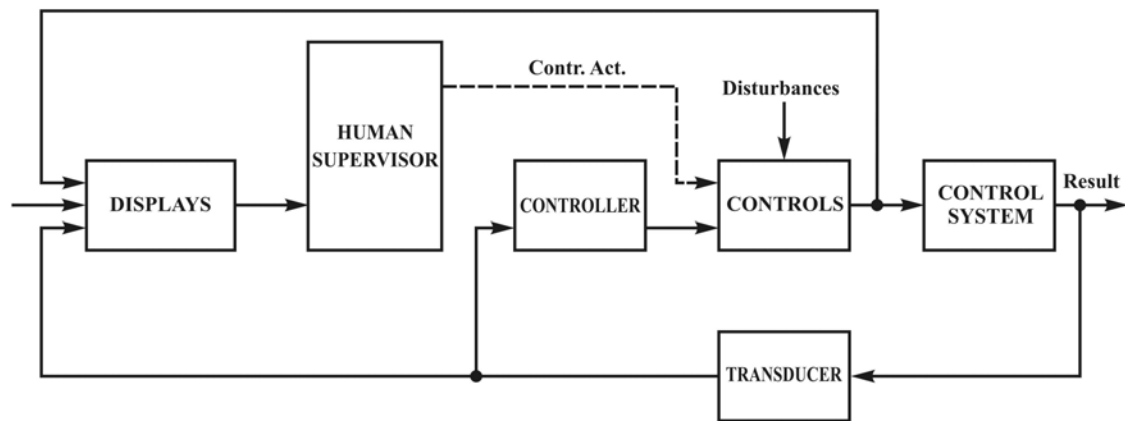 Contr. Act.
Disturbances
HUMAN
SUPERVISOR
DISPLAYS
CONTROLLER
CONTROLS
CONTROL
SYSTEM
Result
TRANSDUCER